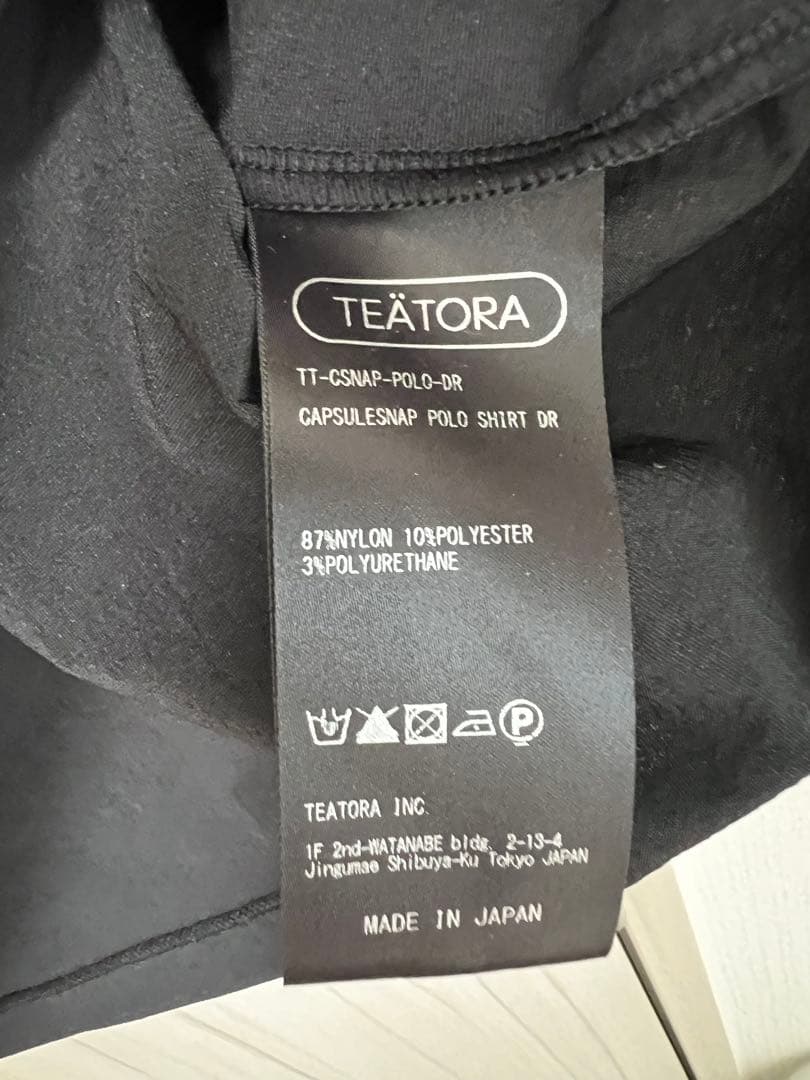 TEÄTORA
TT-CSNAP-POLO-DR
CAPSULESNAP POLO SHIRT DR
87%NYLON 10%POLYESTER
3%POLYURETHANE
P
TEATORA INC.
1F 2nd-WATANABE bldg. 2-13-4
Jingumae Shibuya-Ku Tokyo JAPAN
MADE IN JAPAN